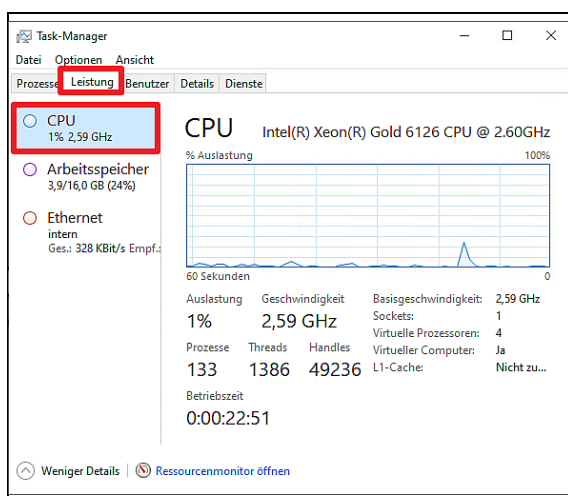 Task-Manager
Datei Optionen Ansicht
Prozesse Leistung Benutzer Details Dienste
CPU
1% 2,59 GHz
Arbeitsspeicher
3,9/16,0 GB (24%)
Ethernet
intern
Ges.: 328 KBit/s Empf.:
CPU Intel(R) Xeon(R) Gold 6126 CPU @ 2.60GHz
% Auslastung 100%
60 Sekunden 0
Auslastung Geschwindigkeit
1% 2,59 GHz
Prozesse Threads Handles
133 1386 49236
Betriebszeit
0:00:22:51
Basisgeschwindigkeit: 2,59 GHz
Sockets: 1
Virtuelle Prozessoren: 4
Virtueller Computer: Ja
L1-Cache: Nicht zu...
Weniger Details Ressourcenmonitor öffnen